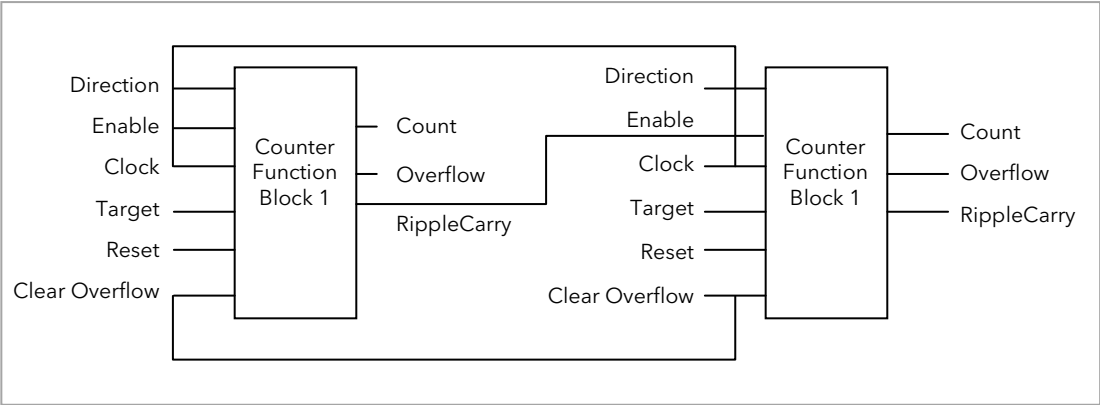 Direction
Enable
Clock
Target
Reset
Clear Overflow
Counter
Function
Block 1
Count
Overflow
RippleCarry
Direction
Enable
Clock
Target
Reset
Clear Overflow
Counter
Function
Block 1
Count
Overflow
RippleCarry